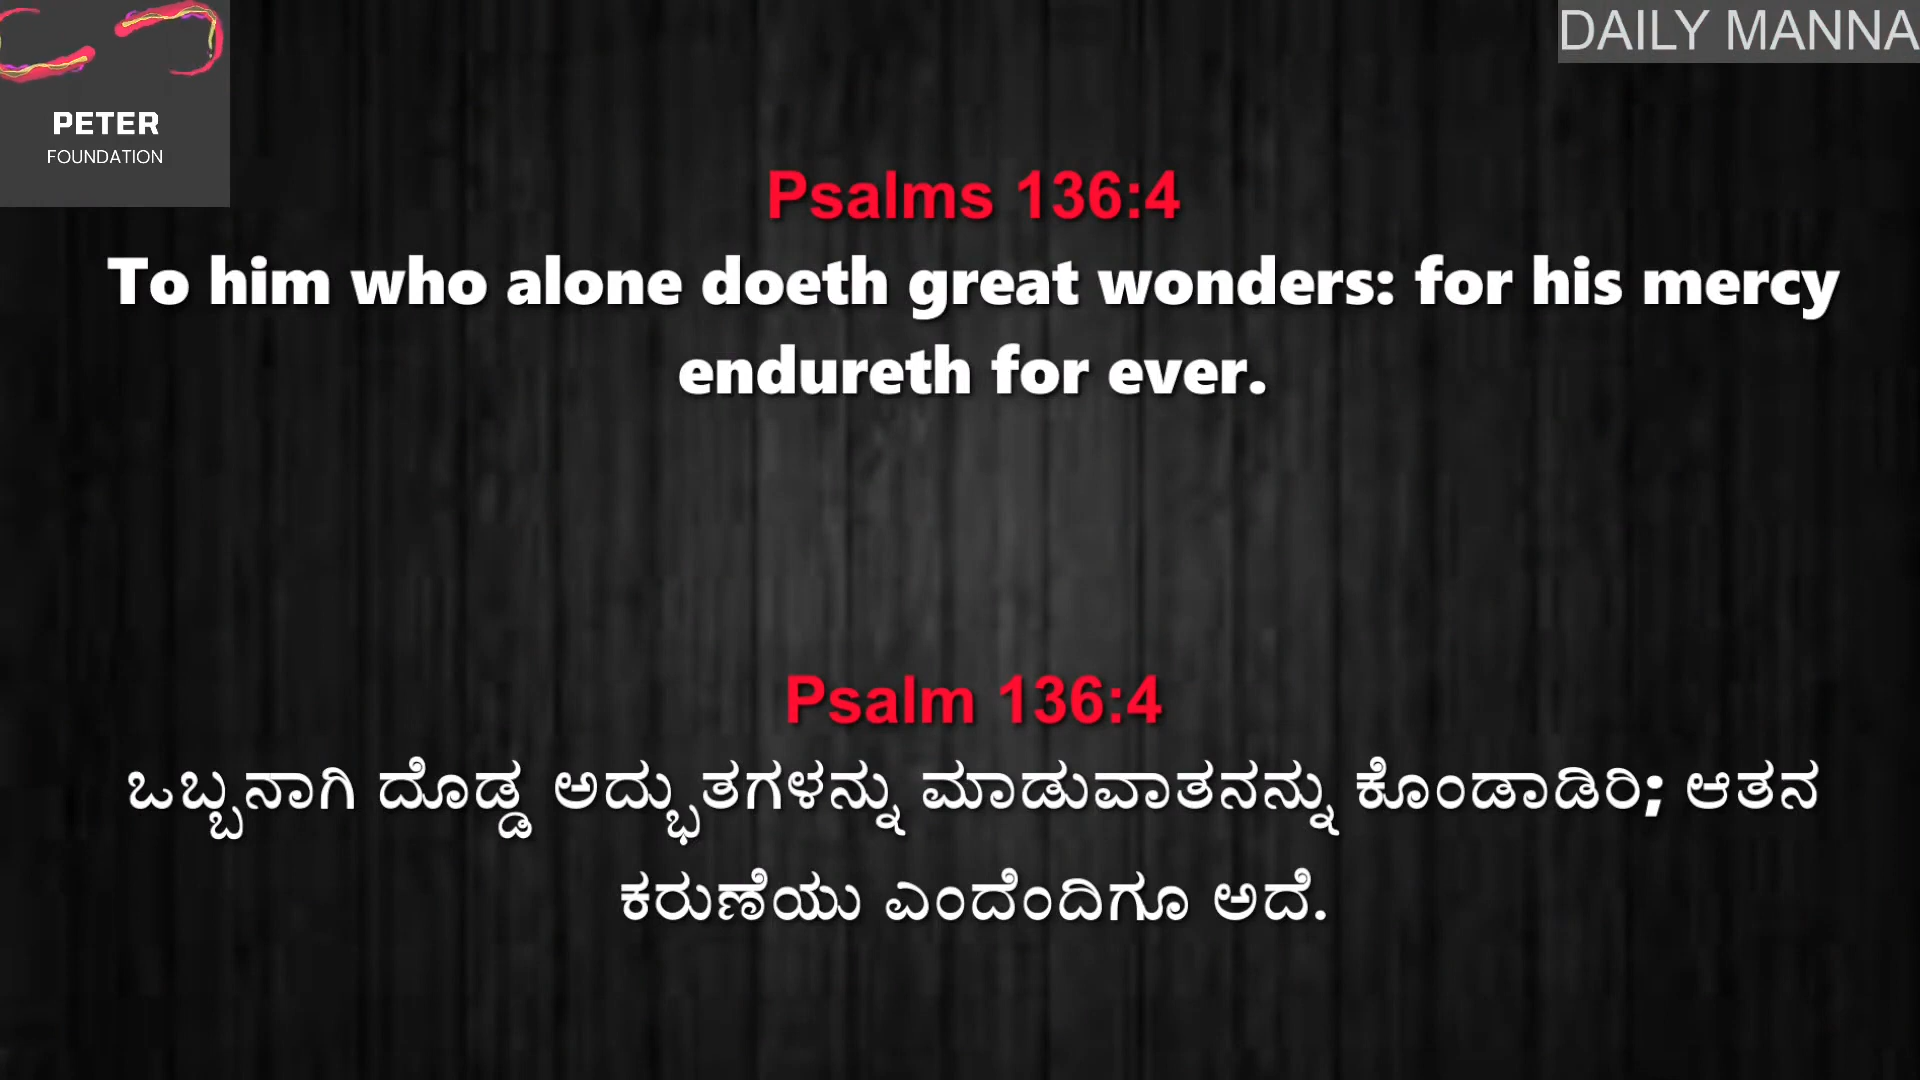 DAILY MANNA
PETER
FOUNDATION
Psalms 136:4
To him who alone doeth great wonders: for his mercy
endureth for ever.
Psalm 136:4
ಒಬ್ಬನಾಗಿ ದೊಡ್ಡ ಅದ್ಭುತಗಳನ್ನು ಮಾಡುವಾತನನ್ನು ಕೊಂಡಾಡಿರಿ; ಆತನ
ಕರುಣೆಯು ಎಂದೆಂದಿಗೂ ಅದೆ.